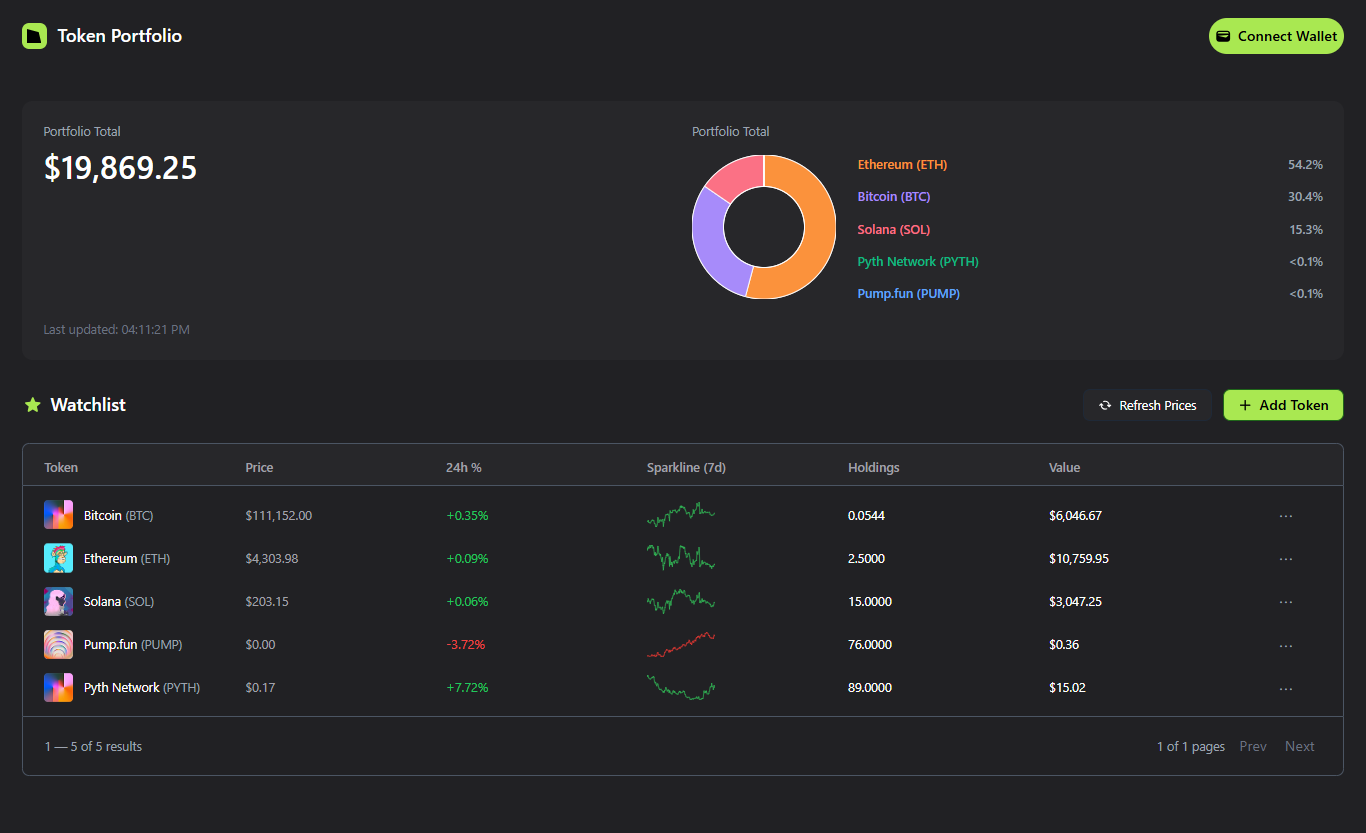 Token Portfolio
Connect Wallet
Portfolio Total
$19,869.25
Last updated: 04:11:21 PM
Portfolio Total
Ethereum (ETH) 54.2%
Bitcoin (BTC) 30.4%
Solana (SOL) 15.3%
Pyth Network (PYTH) <0.1%
Pump.fun (PUMP) <0.1%
Watchlist
Refresh Prices
+ Add Token
Token Price 24h % Sparkline (7d) Holdings Value
Bitcoin (BTC) $111,152.00 +0.35% 0.0544 $6,046.67 ...
Ethereum (ETH) $4,303.98 +0.09% 2.5000 $10,759.95 ...
Solana (SOL) $203.15 +0.06% 15.0000 $3,047.25 ...
Pump.fun (PUMP) $0.00 -3.72% 76.0000 $0.36 ...
Pyth Network (PYTH) $0.17 +7.72% 89.0000 $15.02 ...
1 — 5 of 5 results
1 of 1 pages Prev Next